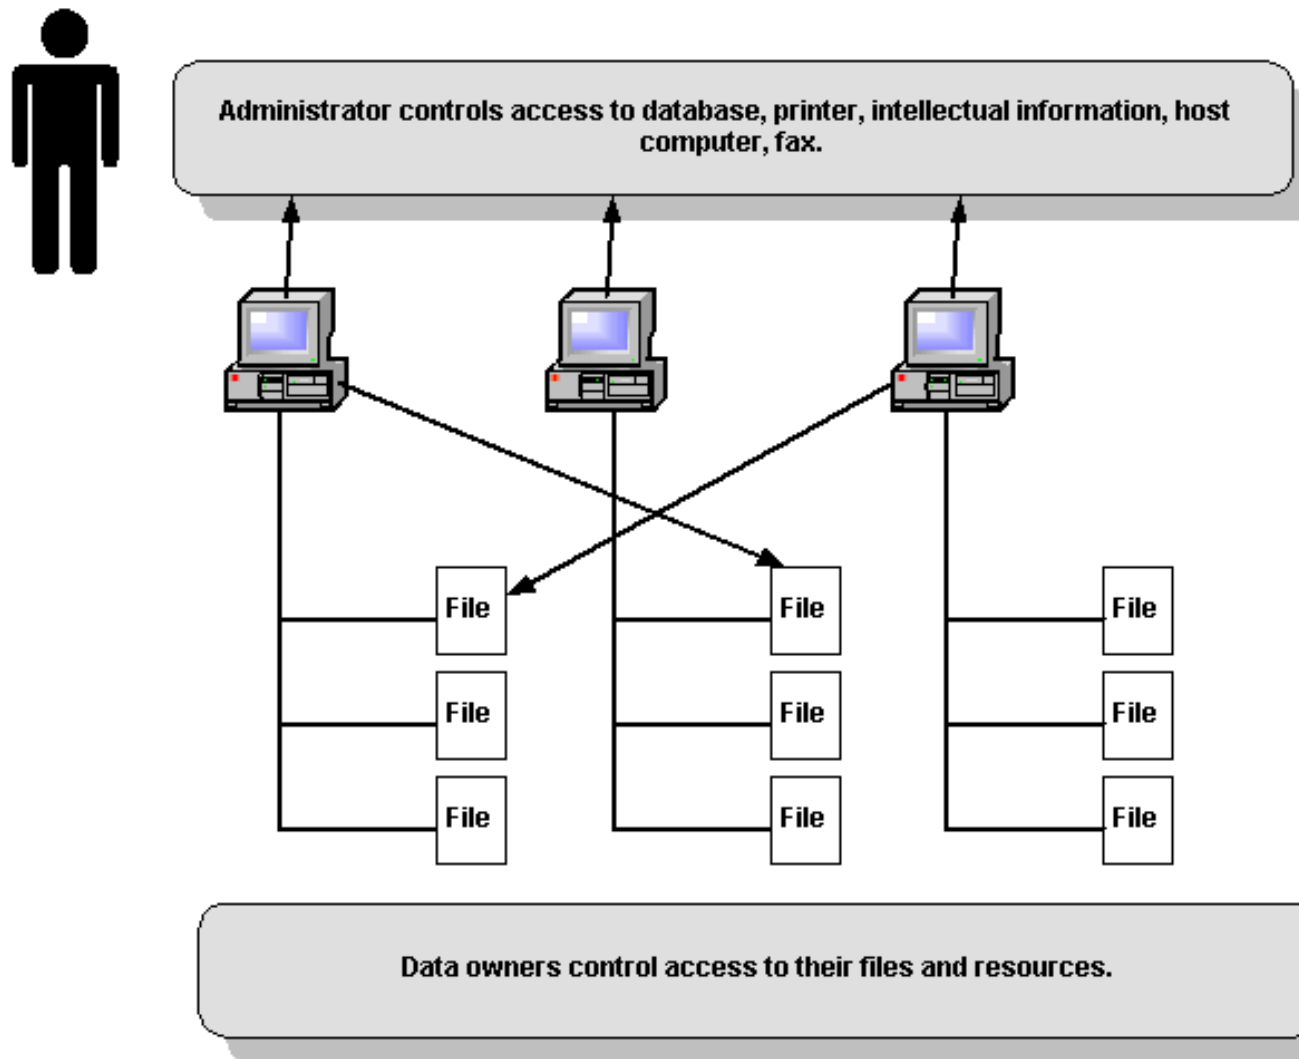 Administrator controls access to database, printer, intellectual information, host
computer, fax.
File
File
File
File
File
File
File
File
File
Data owners control access to their files and resources.